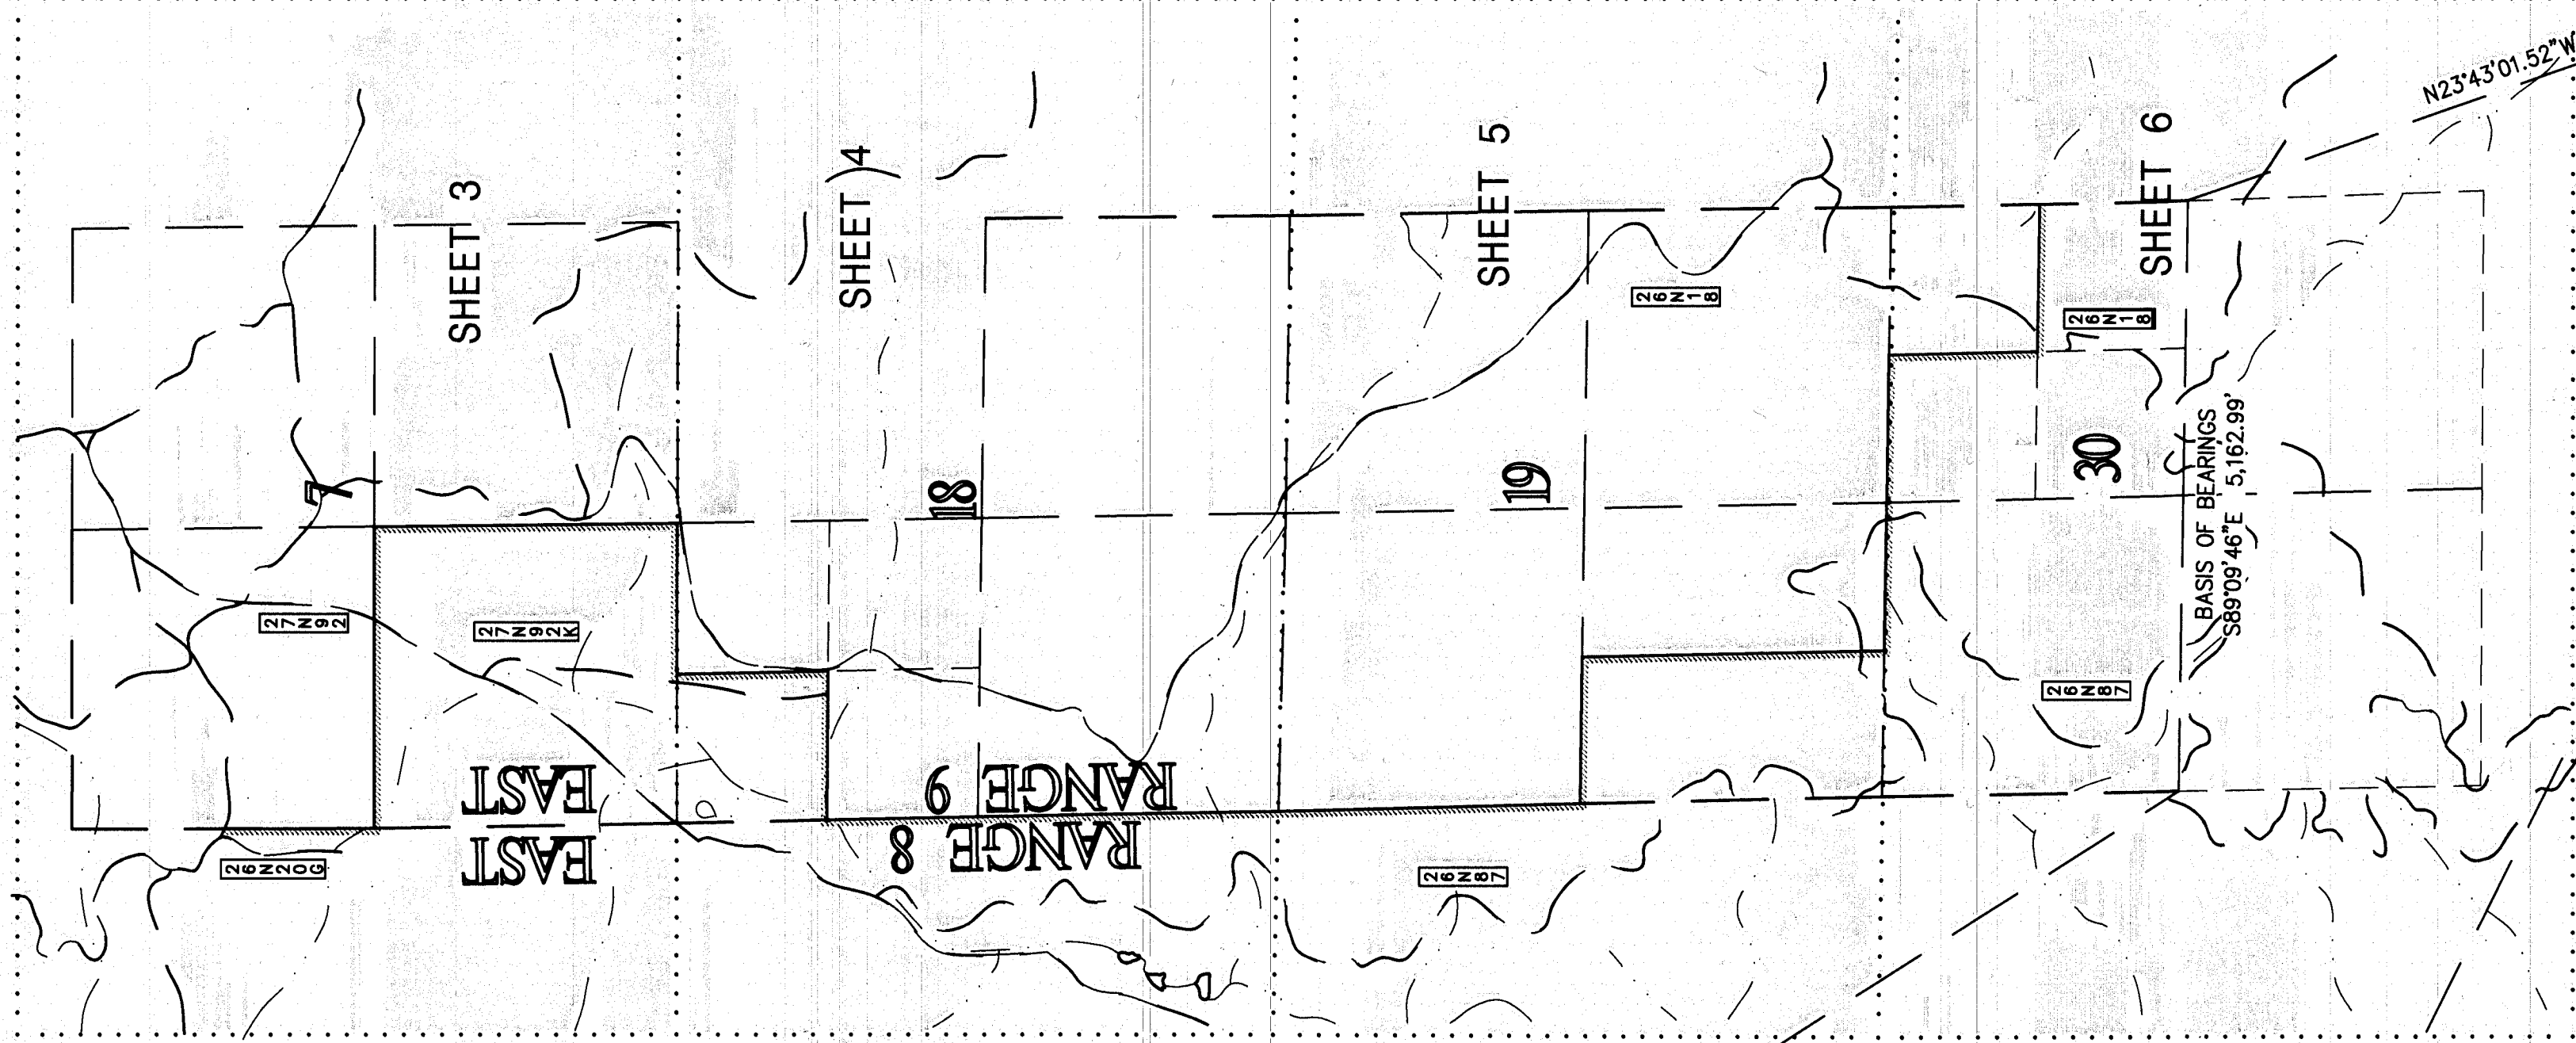 SHEET 3
SHEET 4
SHEET 5
SHEET 6
N23°43'01.52"W
7
18
19
30
27N92
27N92K
26N20G
26N18
26N18
26N87
26N87
BASIS OF BEARINGS
S89°09'46"E 5,162.99'
RANGE 9 EAST
RANGE 8 EAST